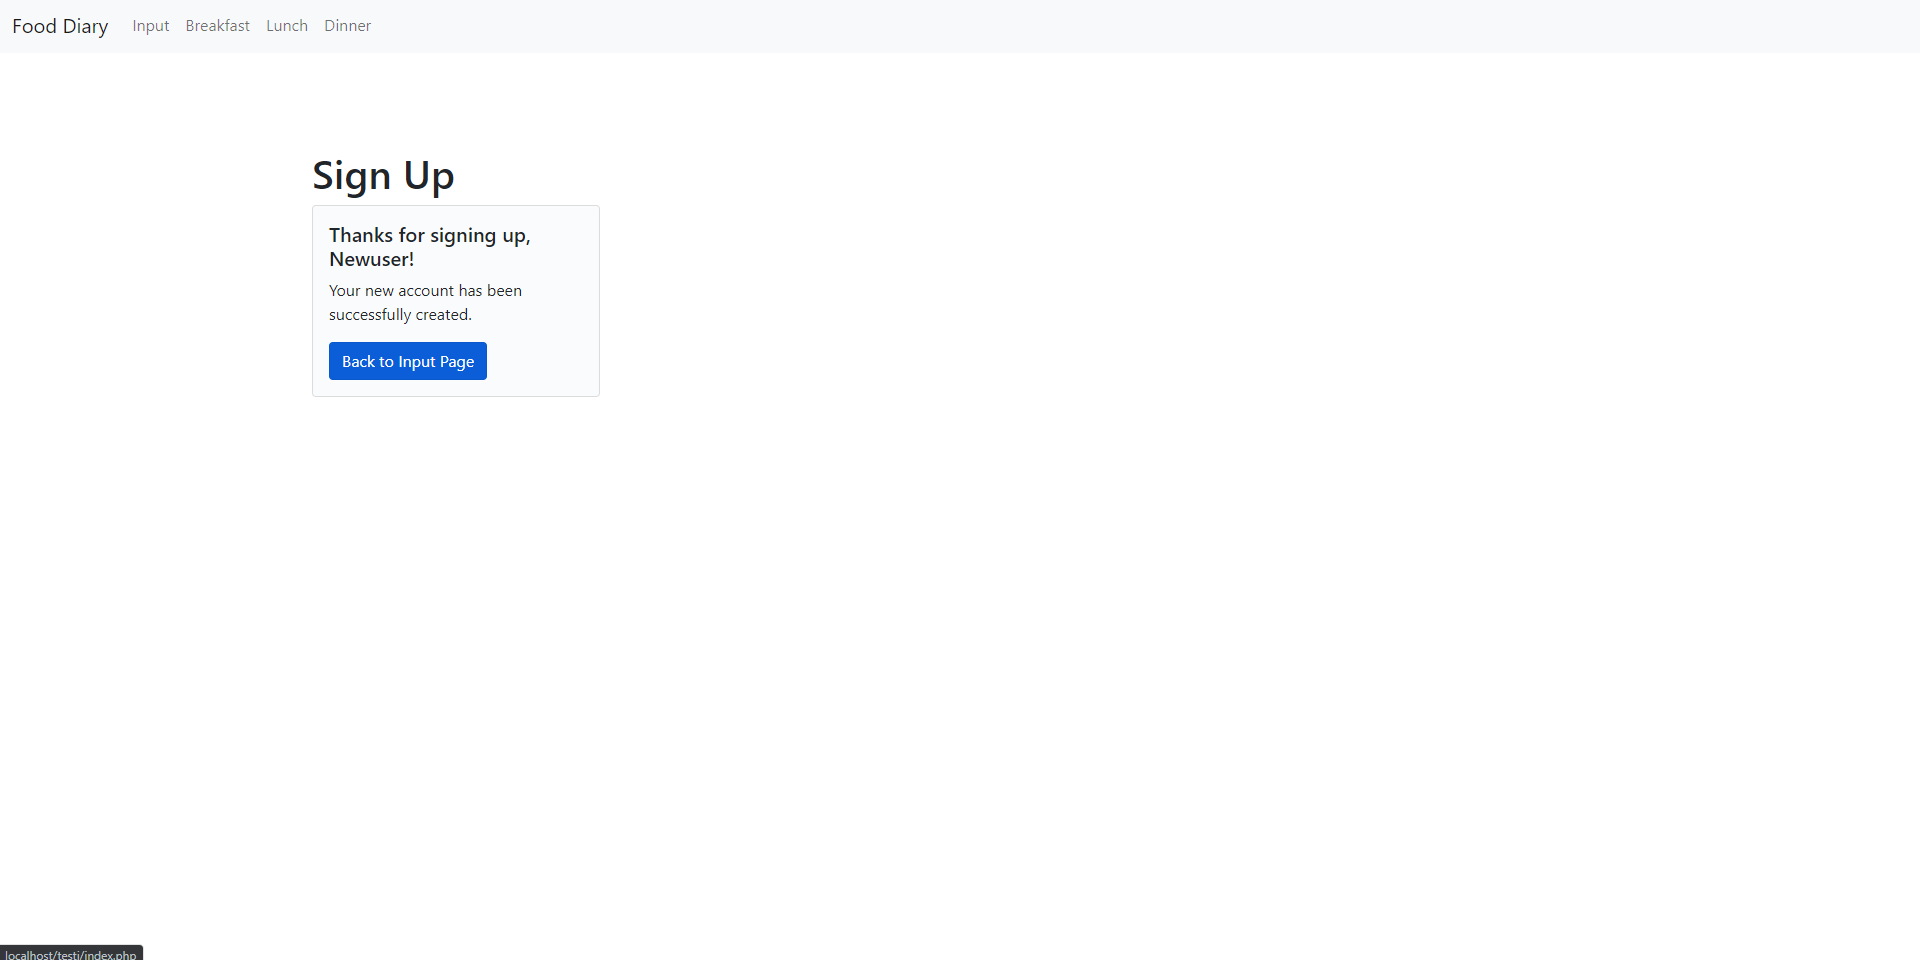 Food Diary Input Breakfast Lunch Dinner
Sign Up
Thanks for signing up,
Newuser!
Your new account has been
successfully created.
Back to Input Page
localhost/testi/index.php